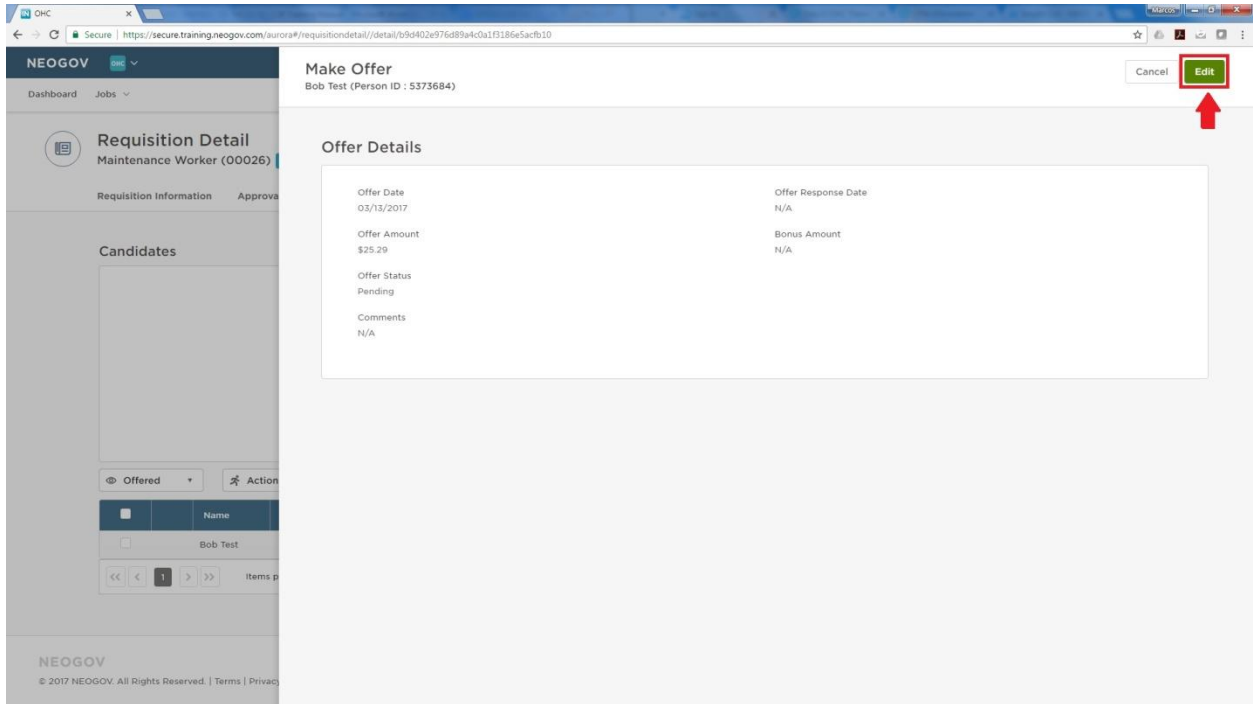 OHC
Marcos
Secure | https://secure.training.neogov.com/aurora#/requisitiondetail//detail/b9d402e976d89a4c0a1f3186e5acfb10
NEOGOV OHC
Dashboard Jobs
Make Offer
Bob Test (Person ID : 5373684)
Cancel Edit
Requisition Detail
Maintenance Worker (00026)
Requisition Information Approva
Candidates
Offered Action
Name
Bob Test
<< < 1 > >> Items p
Offer Details
Offer Date
03/13/2017
Offer Response Date
N/A
Offer Amount
$25.29
Bonus Amount
N/A
Offer Status
Pending
Comments
N/A
NEOGOV
© 2017 NEOGOV. All Rights Reserved. | Terms | Privacy